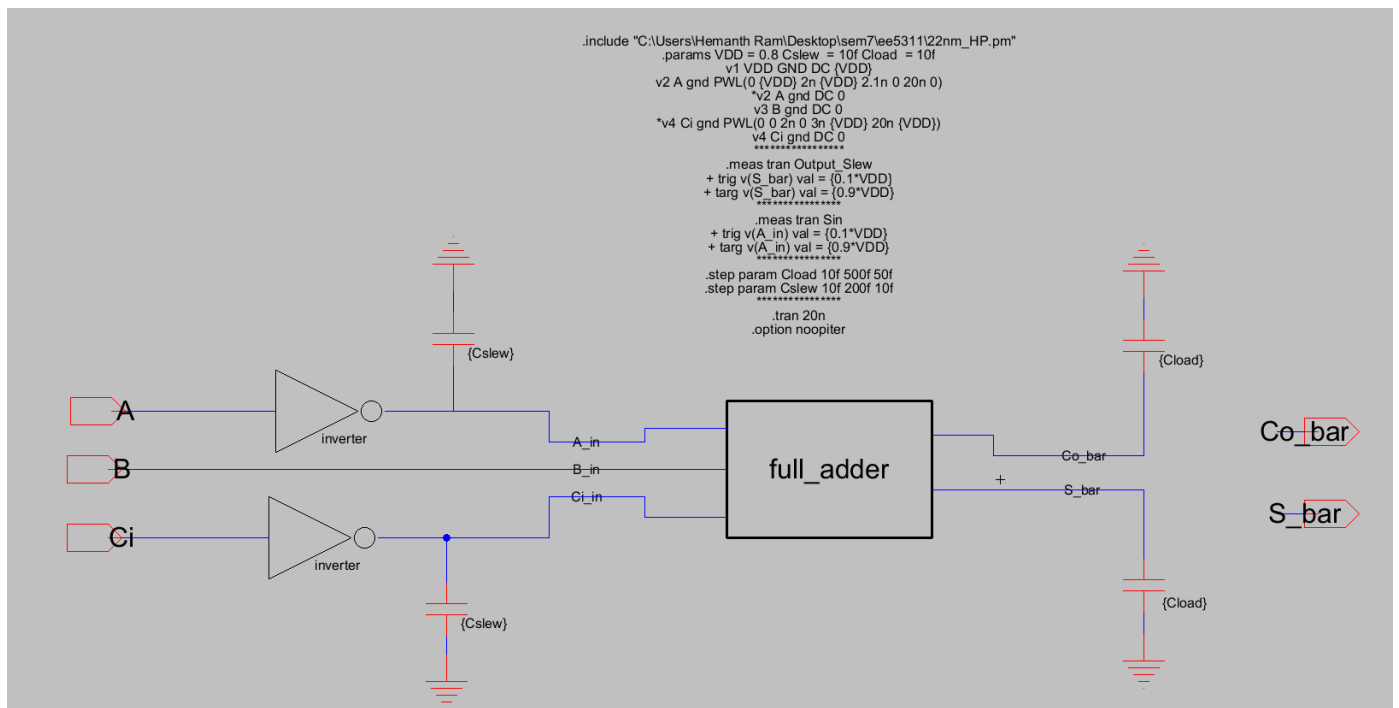 .include "C:\Users\Hemanth Ram\Desktop\sem7\ee5311\22nm_HP.pm"
.params VDD = 0.8 Cslew = 10f Cload = 10f
v1 VDD GND DC {VDD}
v2 A gnd PWL(0 {VDD} 2n {VDD} 2.1n 0 20n 0)
*v2 A gnd DC 0
v3 B gnd DC 0
*v4 Ci gnd PWL(0 0 2n 0 3n {VDD} 20n {VDD})
v4 Ci gnd DC 0
*****************
.meas tran Output_Slew
+ trig v(S_bar) val = {0.1*VDD}
+ targ v(S_bar) val = {0.9*VDD}
****************
.meas tran Sin
+ trig v(A_in) val = {0.1*VDD}
+ targ v(A_in) val = {0.9*VDD}
****************
.step param Cload 10f 500f 50f
.step param Cslew 10f 200f 10f
****************
.tran 20n
.option noopiter
{Cslew}
{Cload}
A
inverter
A_in
B
B_in
full_adder
Co_bar
Co_bar
Ci
inverter
Ci_in
S_bar
S_bar
{Cslew}
{Cload}